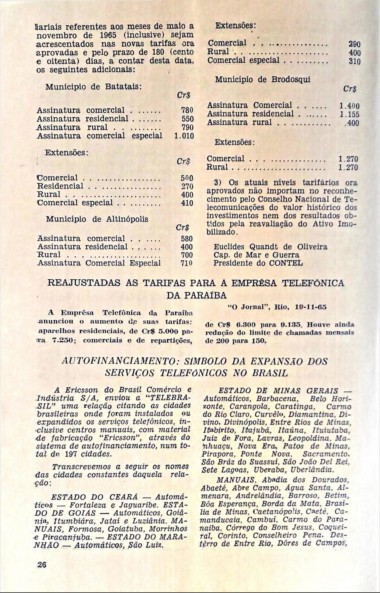 tariais referentes aos meses de maio a
novembro de 1965 (inclusive) sejam
acrescentados nas novas tarifas ora
aprovadas e pelo prazo de 180 (cento
e oitenta) dias, a contar desta data,
os seguintes adicionais:
Município de Batatais:
Cr$
Assinatura comercial . . . . . . . 780
Assinatura residencial . . . . . . 550
Assinatura rural . . . . . . . . . 790
Assinatura comercial especial 1.010
Extensões:
Cr$
Comercial . . . . . . . . . . . . 500
Residencial . . . . . . . . . . . 270
Rural . . . . . . . . . . . . . . 400
Comercial especial . . . . . . . . 410
Município de Altinópolis
Assinatura comercial . . . . . . . 580
Assinatura residencial . . . . . . 400
Rural . . . . . . . . . . . . . . 700
Assinatura Comercial Especial 710
Extensões:
Cr$
Comercial . . . . . . . . . . . . 290
Rural . . . . . . . . . . . . . . 400
Comercial especial . . . . . . . . 310
Município de Brodosqui
Cr$
Assinatura Comercial . . . . . . 1.400
Assinatura residencial . . . . . 1.155
Assinatura rural . . . . . . . . .400
Extensões:
Comercial . . . . . . . . . . . 1.270
Rural . . . . . . . . . . . . . 1.270
3) Os atuais níveis tarifários ora
aprovados não importam no reconhe-
cimento pelo Conselho Nacional de Te-
lecomunicações do valor histórico dos
investimentos nem dos resultados ob-
tidos pela reavaliação do Ativo Imo-
bilizado.
Euclides Quandt de Oliveira
Cap. de Mar e Guerra
Presidente do CONTEL
REAJUSTADAS AS TARIFAS PARA A EMPRÊSA TELEFÔNICA
DA PARAÍBA
"O Jornal", Rio, 19-11-65
A Emprêsa Telefônica da Paraíba
anunciou o aumento de suas tarifas:
aparelhos residenciais, de Cr$ 5.000 pa-
ra 7.250; comerciais e de repartições,
de Cr$ 6.300 para 9.135. Houve ainda
redução do limite de chamadas mensais
de 200 para 150.
AUTOFINANCIAMENTO: SÍMBOLO DA EXPANSÃO DOS
SERVIÇOS TELEFÔNICOS NO BRASIL
A Ericsson do Brasil Comércio e
Indústria S/A, enviou a "TELEBRA-
SIL" uma relação citando as cidades
brasileiras onde foram instalados ou
expandidos os serviços telefônicos, in-
clusive centros manuais, com material
de fabricação "Ericsson", através do
sistema de autofinanciamento, num to-
tal de 197 cidades.
Transcrevemos a seguir os nomes
das cidades constantes daquela rela-
ção:
ESTADO DO CEARÁ — Automá-
ticos — Fortaleza e Jaguaribe. ESTA-
DO DE GOIÁS — Automáticos, Goiâ-
nia, Itumbiára, Jataí e Luziânia. MA-
NUAIS, Formosa, Goiatuba, Morrinhos
e Piracanjuba. — ESTADO DO MARA-
NHÃO — Automáticos, São Luís.
ESTADO DE MINAS GERAIS —
Automáticos, Barbacena, Belo Hori-
zonte, Carangola, Caratinga, Carmo
do Rio Claro, Curvêlo, Diamantina, Di-
vino, Divinópolis, Entre Rios de Minas,
Itabirito, Itajubá, Itaúna, Ituiutaba,
Juiz de Fora, Lavras, Leopoldina, Ma-
nhuaçu, Nova Era, Patos de Minas,
Pirapora, Ponte Nova, Sacramento,
São Brás do Suassuí, São João Del Rei,
Sete Lagoas, Uberaba, Uberlândia.
MANUAIS, Abadia dos Dourados,
Abaeté, Abre Campo, Água Santa, Al-
menara, Andrelândia, Barroso, Betim,
Bôa Esperança, Borda da Mata, Brasí-
lia de Minas, Caetanópolis, Caeté, Ca-
manducaia, Cambuí, Carmo do Para-
naíba, Córrego do Bom Jesus, Coquei-
ral, Corinto, Conselheiro Pena, Des-
têrro de Entre Rio, Dôres de Campos,
26